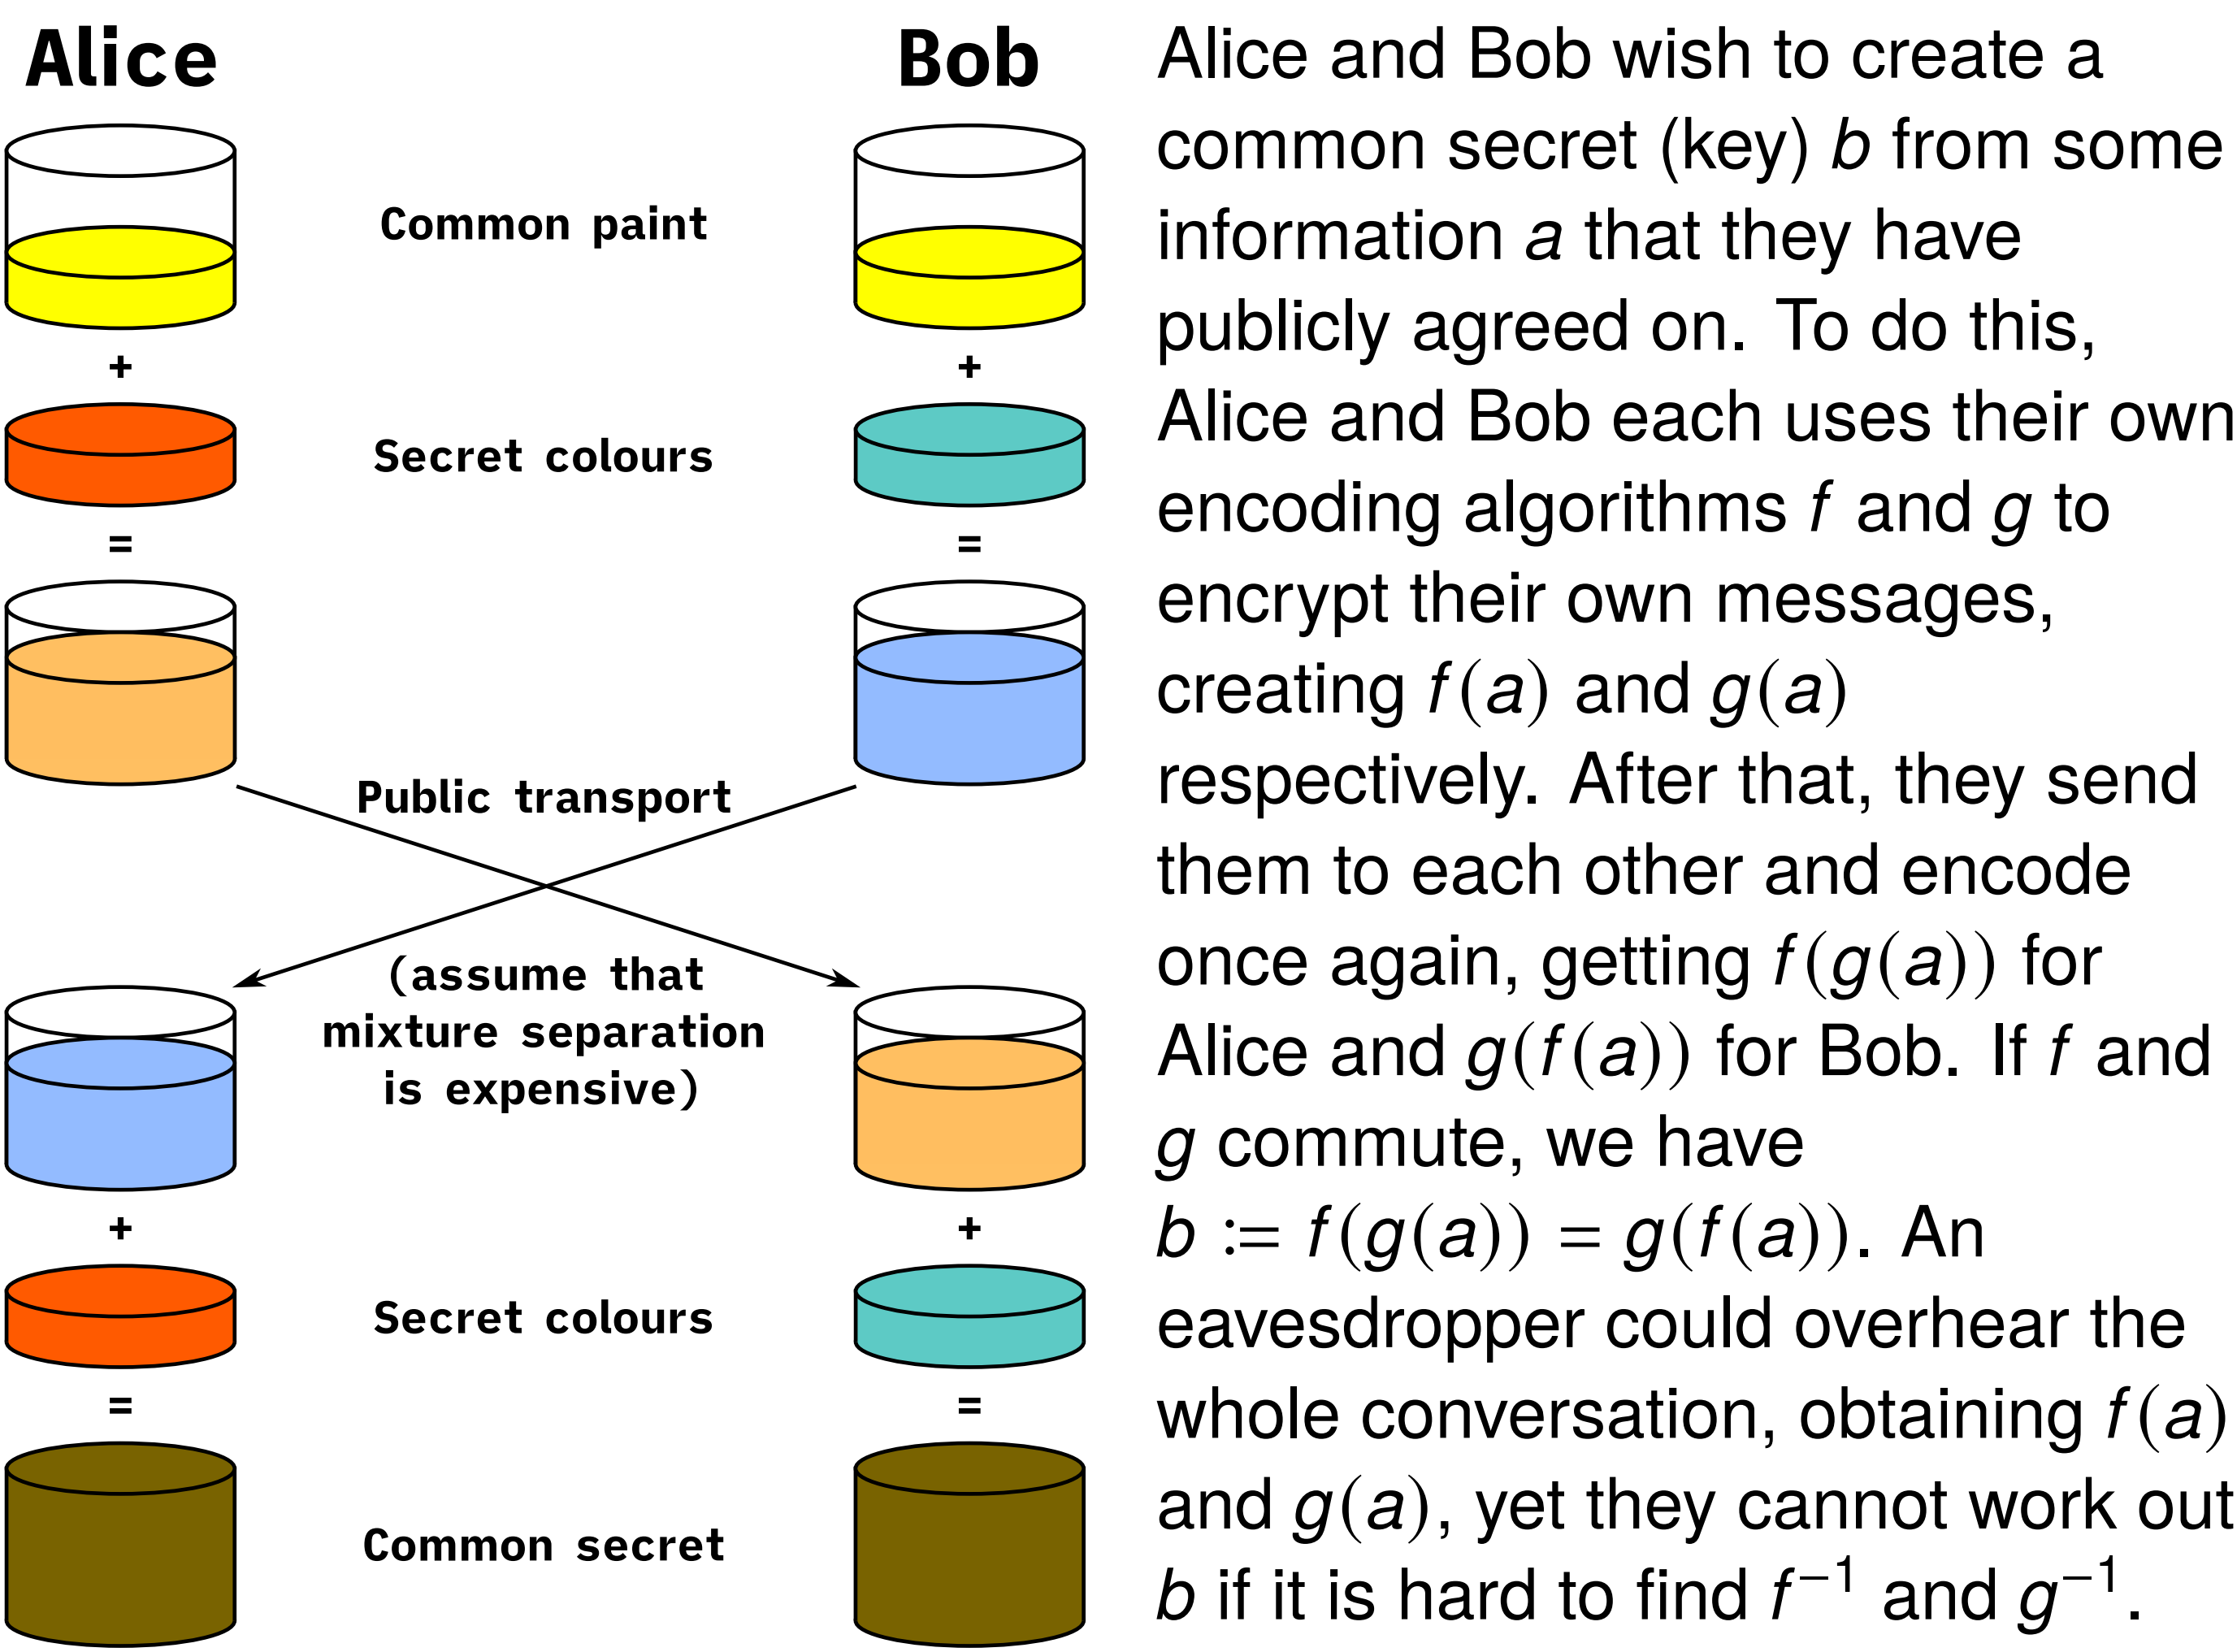 Alice
Bob
Common paint
+
+
Secret colours
=
=
Public transport
(assume that
mixture separation
is expensive)
+
+
Secret colours
=
=
Common secret
Alice and Bob wish to create a
common secret (key) b from some
information a that they have
publicly agreed on. To do this,
Alice and Bob each uses their own
encoding algorithms f and g to
encrypt their own messages,
creating f(a) and g(a)
respectively. After that, they send
them to each other and encode
once again, getting f(g(a)) for
Alice and g(f(a)) for Bob. If f and
g commute, we have
b := f(g(a)) = g(f(a)). An
eavesdropper could overhear the
whole conversation, obtaining f(a)
and g(a), yet they cannot work out
b if it is hard to find f⁻¹ and g⁻¹.